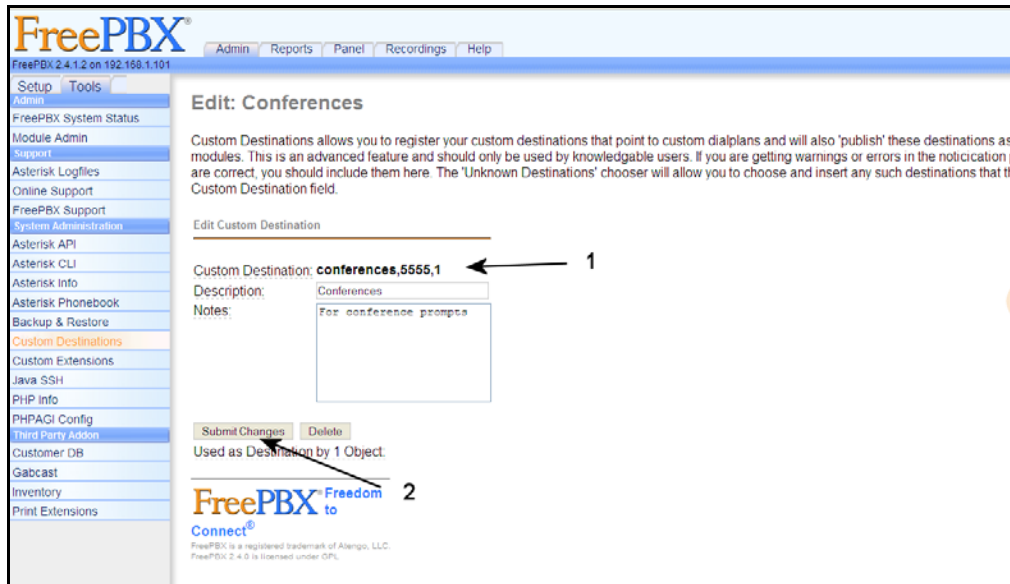 FreePBX®
Admin Reports Panel Recordings Help
FreePBX 2.4.1.2 on 192.168.1.101
Setup Tools
Admin
FreePBX System Status
Module Admin
Support
Asterisk Logfiles
Online Support
FreePBX Support
System Administration
Asterisk API
Asterisk CLI
Asterisk Info
Asterisk Phonebook
Backup & Restore
Custom Destinations
Custom Extensions
Java SSH
PHP Info
PHPAGI Config
Third Party Addon
Customer DB
Gabcast
Inventory
Print Extensions
Edit: Conferences
Custom Destinations allows you to register your custom destinations that point to custom dialplans and will also 'publish' these destinations as
modules. This is an advanced feature and should only be used by knowledgable users. If you are getting warnings or errors in the noticication
are correct, you should include them here. The 'Unknown Destinations' chooser will allow you to choose and insert any such destinations that
Custom Destination field.
Edit Custom Destination
Custom Destination: conferences,5555,1
1
Description: Conferences
Notes: For conference prompts
Submit Changes Delete
Used as Destination by 1 Object:
2
FreePBX® Freedom
to
Connect®
FreePBX is a registered trademark of Atengo, LLC.
FreePBX 2.4.0 is licensed under GPL